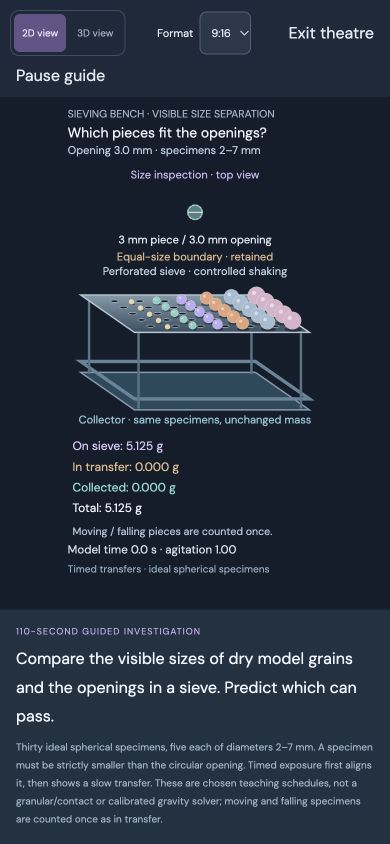 2D view 3D view Format 9:16 Exit theatre
Pause guide
SIEVING BENCH · VISIBLE SIZE SEPARATION
Which pieces fit the openings?
Opening 3.0 mm · specimens 2–7 mm
Size inspection · top view
3 mm piece / 3.0 mm opening
Equal-size boundary · retained
Perforated sieve · controlled shaking
Collector · same specimens, unchanged mass
On sieve: 5.125 g
In transfer: 0.000 g
Collected: 0.000 g
Total: 5.125 g
Moving / falling pieces are counted once.
Model time 0.0 s · agitation 1.00
Timed transfers · ideal spherical specimens
110-SECOND GUIDED INVESTIGATION
Compare the visible sizes of dry model grains
and the openings in a sieve. Predict which can
pass.
Thirty ideal spherical specimens, five each of diameters 2–7 mm. A specimen
must be strictly smaller than the circular opening. Timed exposure first aligns
it, then shows a slow transfer. These are chosen teaching schedules, not a
granular/contact or calibrated gravity solver; moving and falling specimens
are counted once as in transfer.